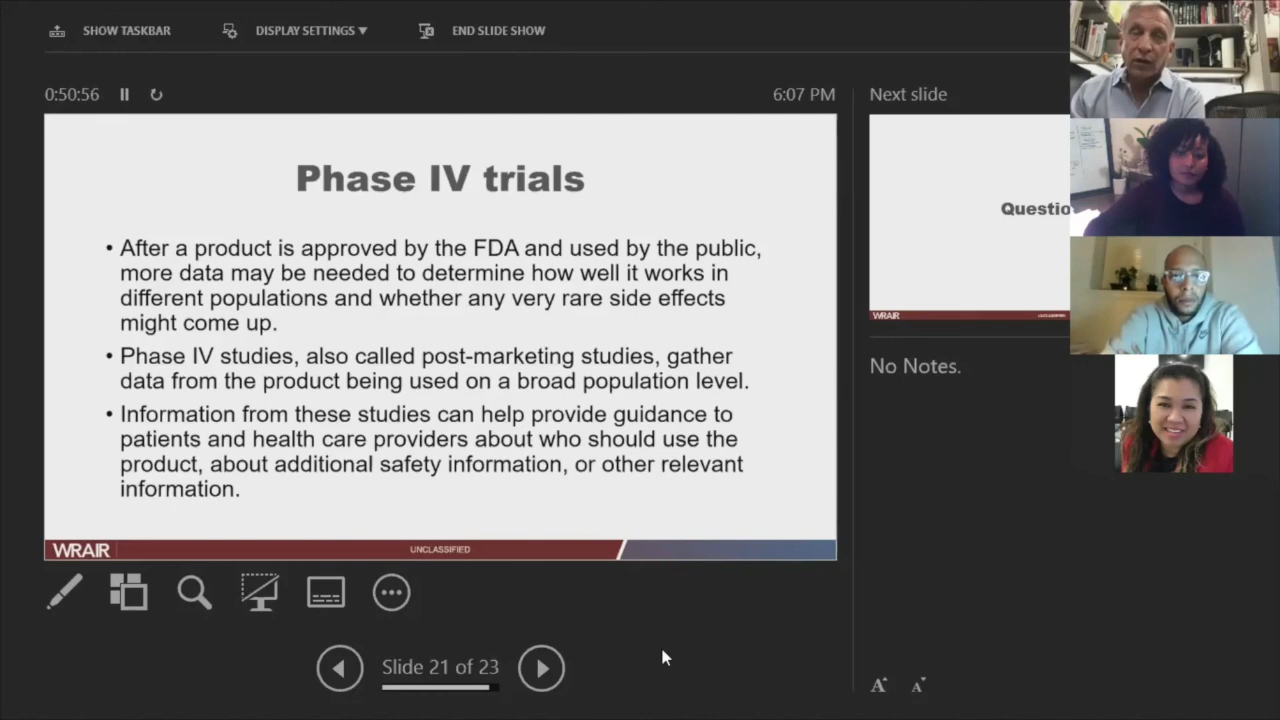 SHOW TASKBAR
DISPLAY SETTINGS ▼
END SLIDE SHOW
0:50:56
6:07 PM
Next slide
Phase IV trials
• After a product is approved by the FDA and used by the public,
more data may be needed to determine how well it works in
different populations and whether any very rare side effects
might come up.
• Phase IV studies, also called post-marketing studies, gather
data from the product being used on a broad population level.
• Information from these studies can help provide guidance to
patients and health care providers about who should use the
product, about additional safety information, or other relevant
information.
WRAIR
UNCLASSIFIED
Questio
WRAIR
UNCLASSIFIED
No Notes.
Slide 21 of 23
A A